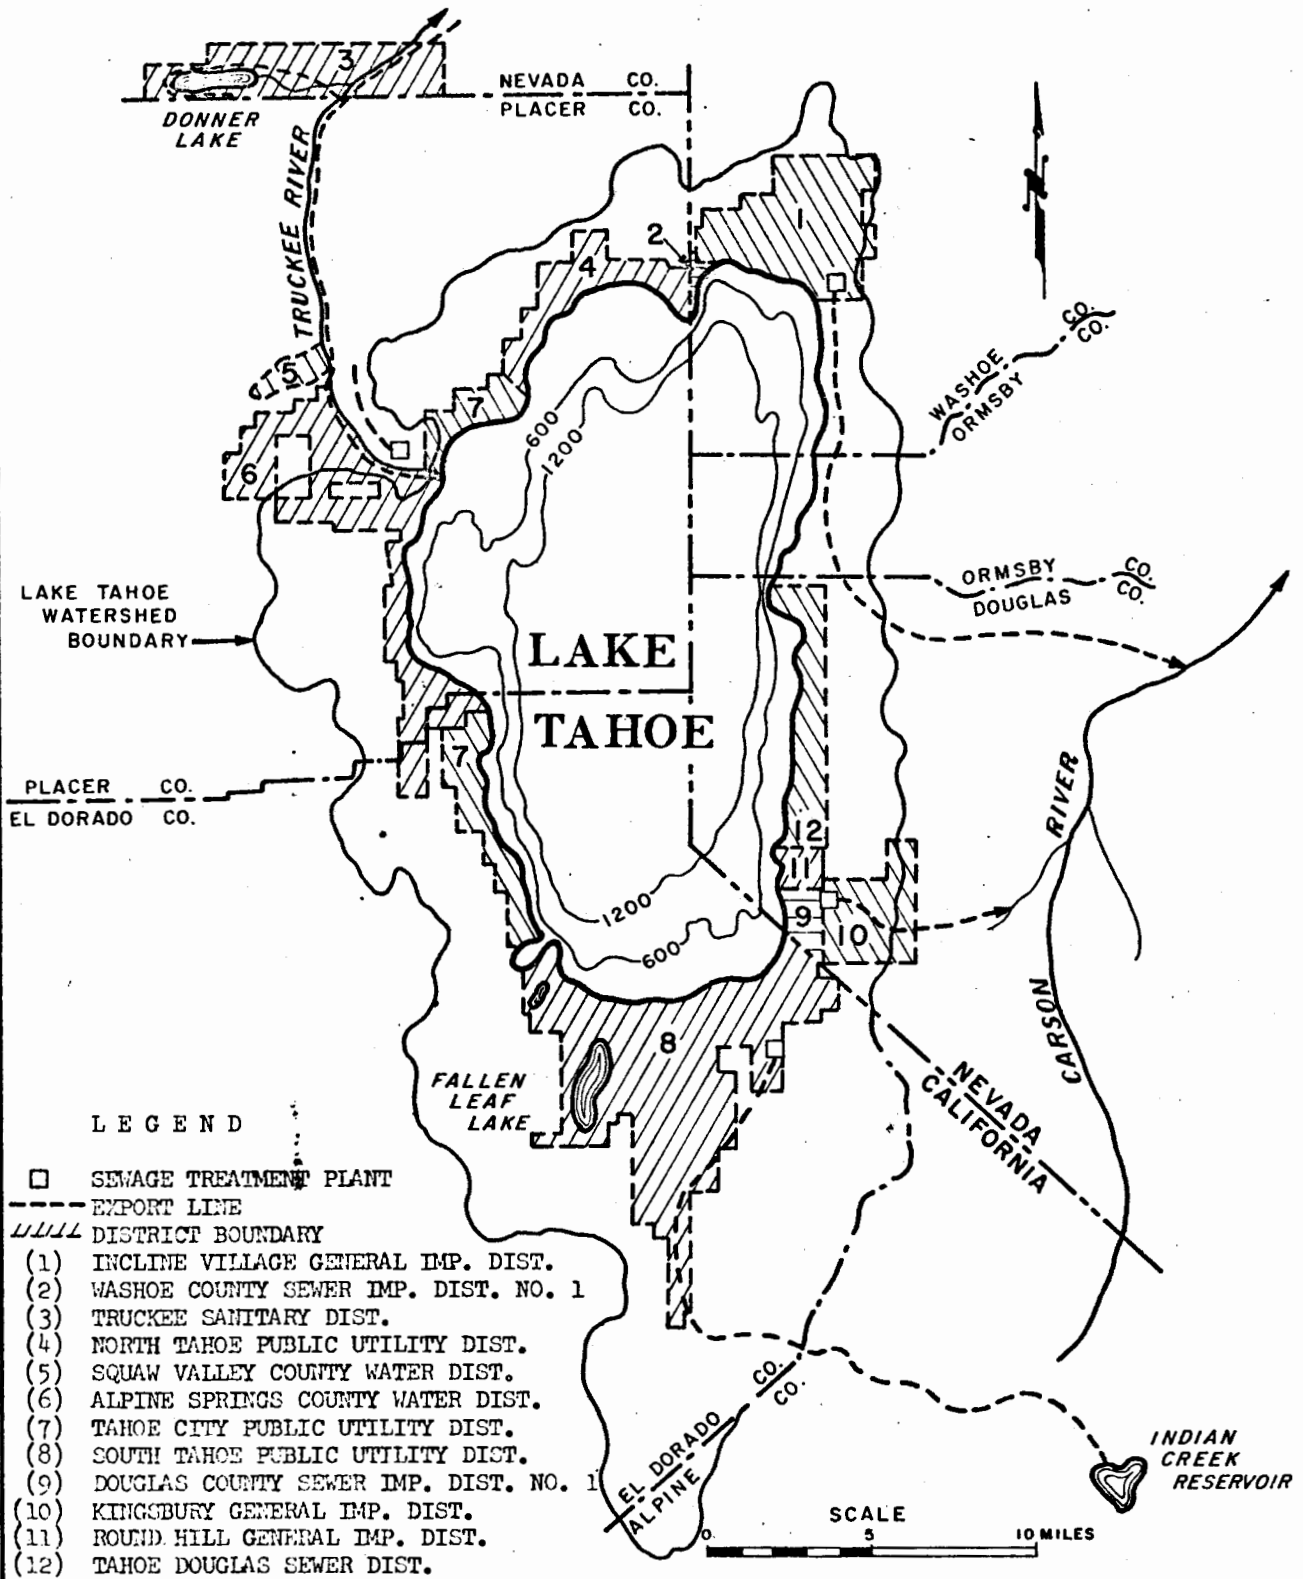 3
NEVADA CO.
PLACER CO.
DONNER
LAKE
TRUCKEE RIVER
N
1
2
4
WASHOE CO.
ORMSBY CO.
5
7
6
600
1200
ORMSBY CO.
DOUGLAS CO.
LAKE TAHOE
WATERSHED
BOUNDARY
LAKE
TAHOE
7
PLACER CO.
EL DORADO CO.
RIVER
CARSON
12
11
9
10
1200
600
8
FALLEN
LEAF
LAKE
NEVADA
CALIFORNIA
LEGEND
SEWAGE TREATMENT PLANT
EXPORT LINE
DISTRICT BOUNDARY
(1) INCLINE VILLAGE GENERAL IMP. DIST.
(2) WASHOE COUNTY SEWER IMP. DIST. NO. 1
(3) TRUCKEE SANITARY DIST.
(4) NORTH TAHOE PUBLIC UTILITY DIST.
(5) SQUAW VALLEY COUNTY WATER DIST.
(6) ALPINE SPRINGS COUNTY WATER DIST.
(7) TAHOE CITY PUBLIC UTILITY DIST.
(8) SOUTH TAHOE PUBLIC UTILITY DIST.
(9) DOUGLAS COUNTY SEWER IMP. DIST. NO. 1
(10) KINGSBURY GENERAL IMP. DIST.
(11) ROUND HILL GENERAL IMP. DIST.
(12) TAHOE DOUGLAS SEWER DIST.
EL DORADO CO.
ALPINE CO.
INDIAN
CREEK
RESERVOIR
SCALE
0 5 10 MILES